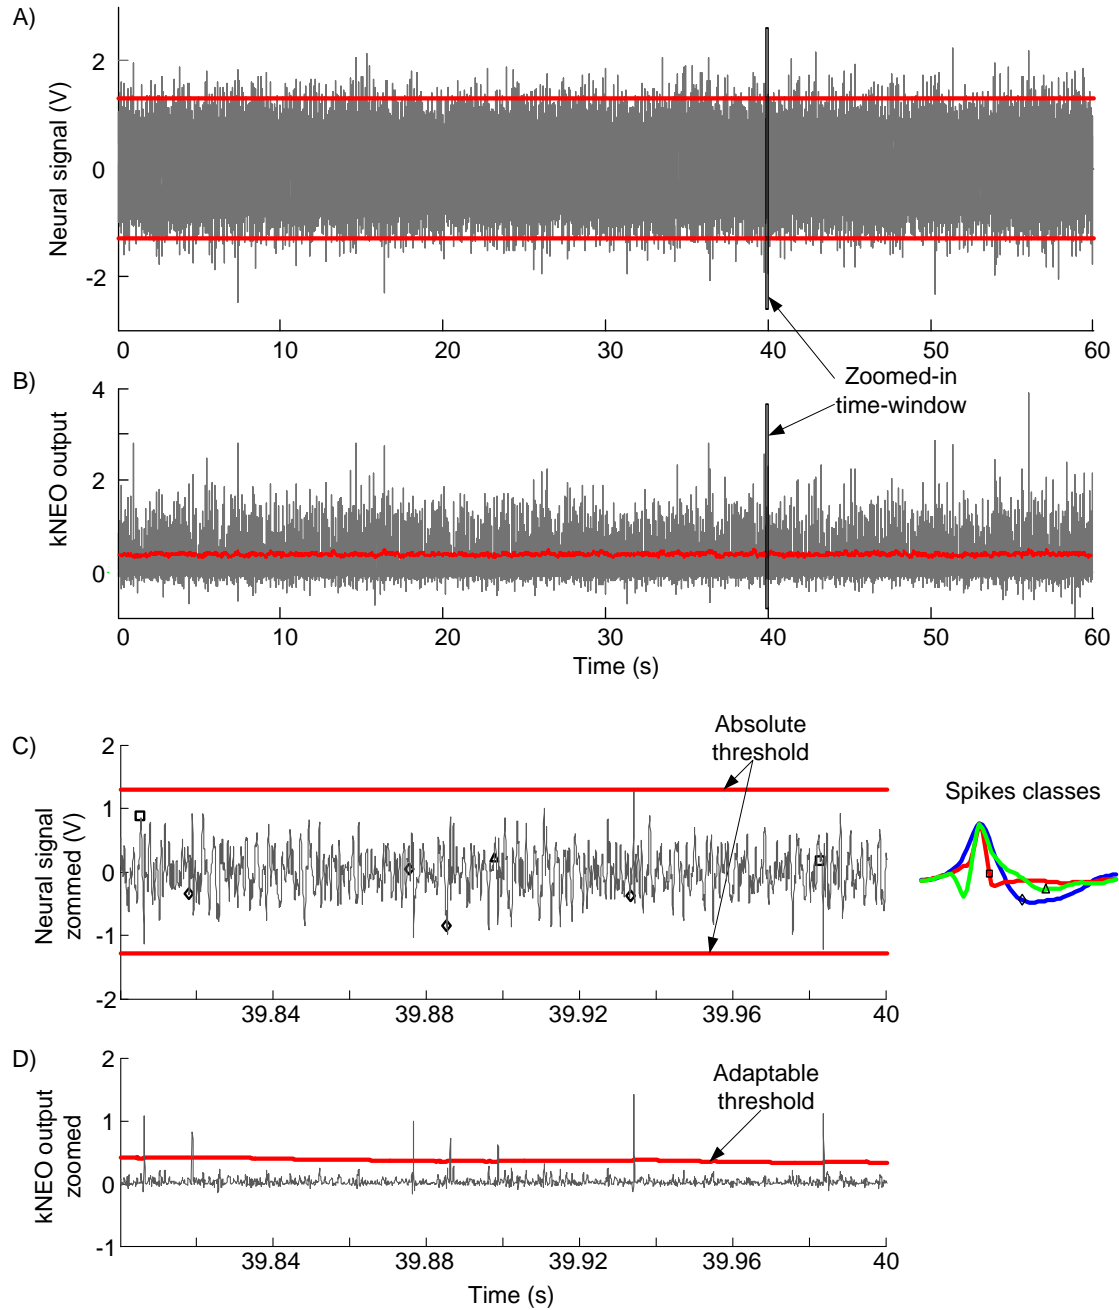 A)
Neural signal (V)
2
0
-2
0 10 20 30 40 50 60
Zoomed-in
time-window
B)
kNEO output
4
2
0
0 10 20 30 40 50 60
Time (s)
C)
Neural signal
zommed (V)
2
1
0
-1
-2
Absolute
threshold
Spikes classes
39.84 39.88 39.92 39.96 40
D)
kNEO output
zoomed
2
1
0
-1
Adaptable
threshold
39.84 39.88 39.92 39.96 40
Time (s)